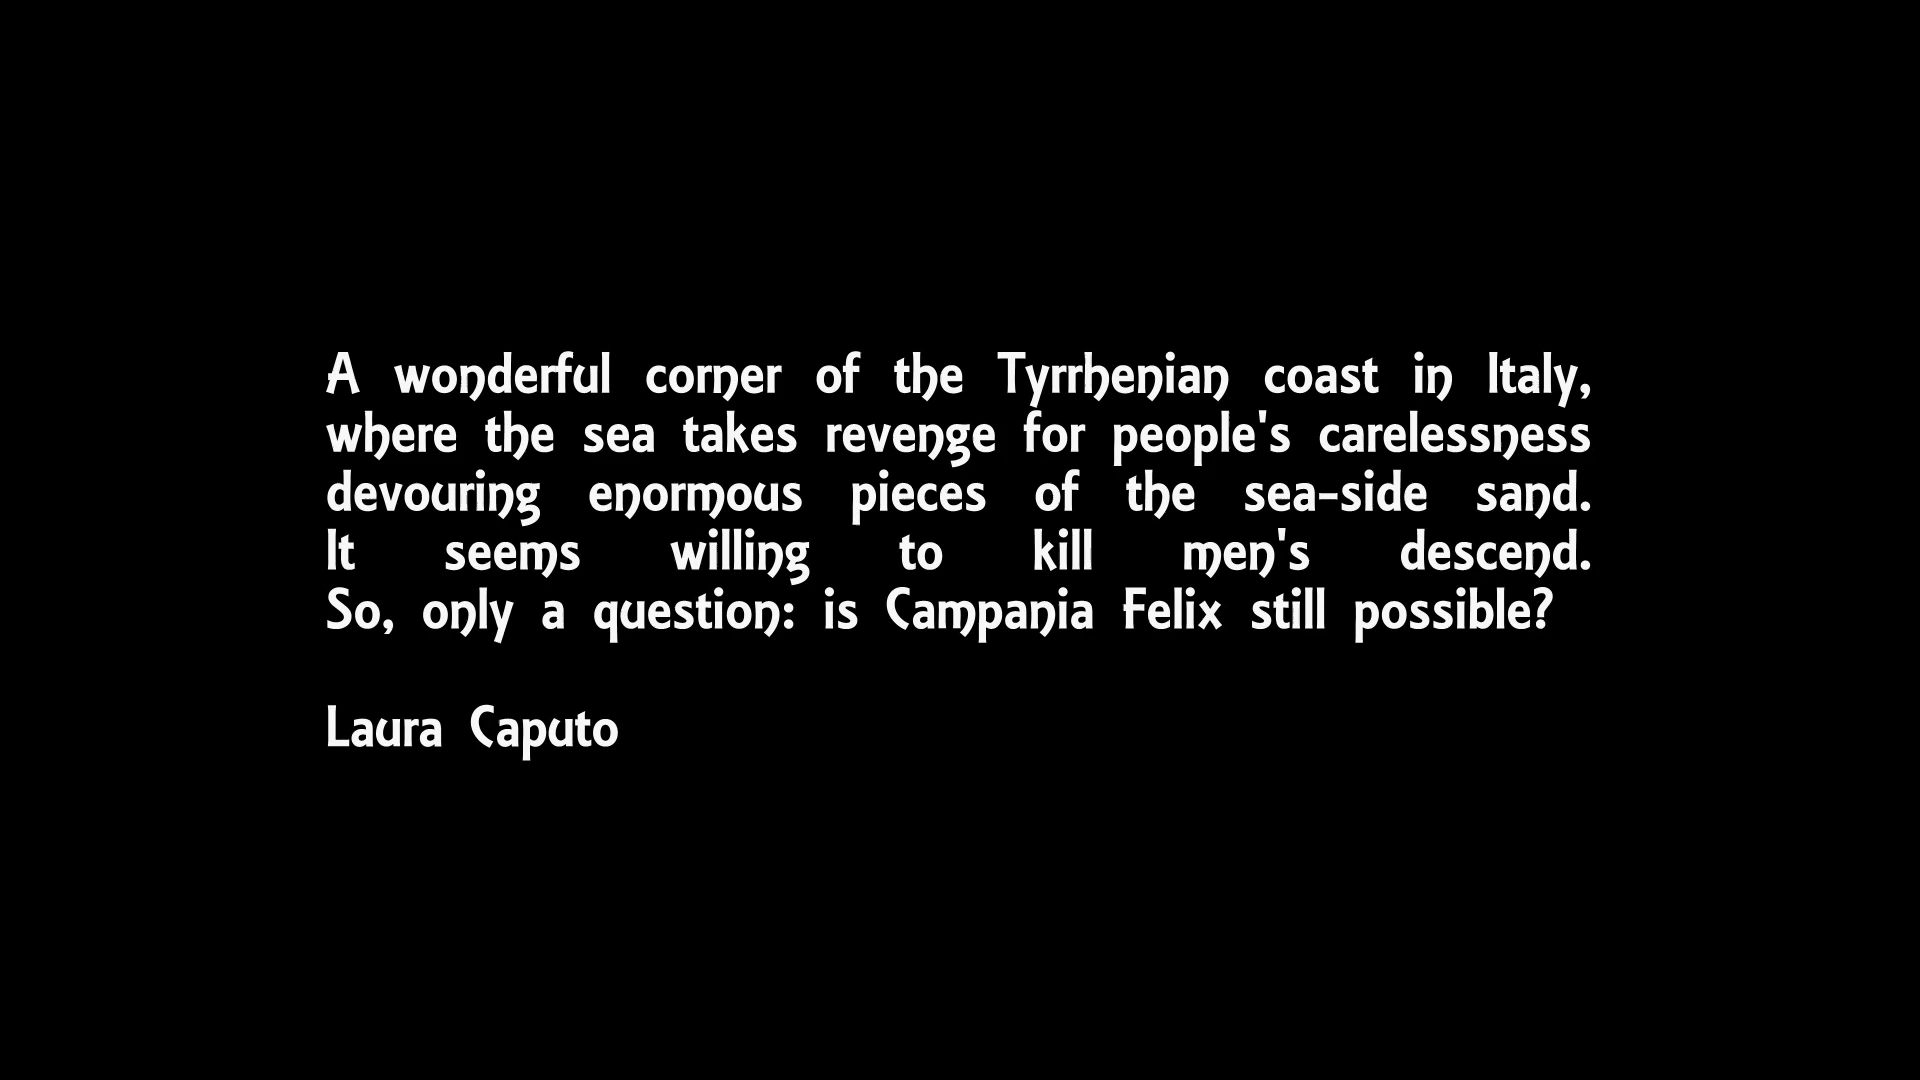 A wonderful corner of the Tyrrhenian coast in Italy,
where the sea takes revenge for people's carelessness
devouring enormous pieces of the sea-side sand.
It seems willing to kill men's descend.
So, only a question: is Campania Felix still possible?
Laura Caputo